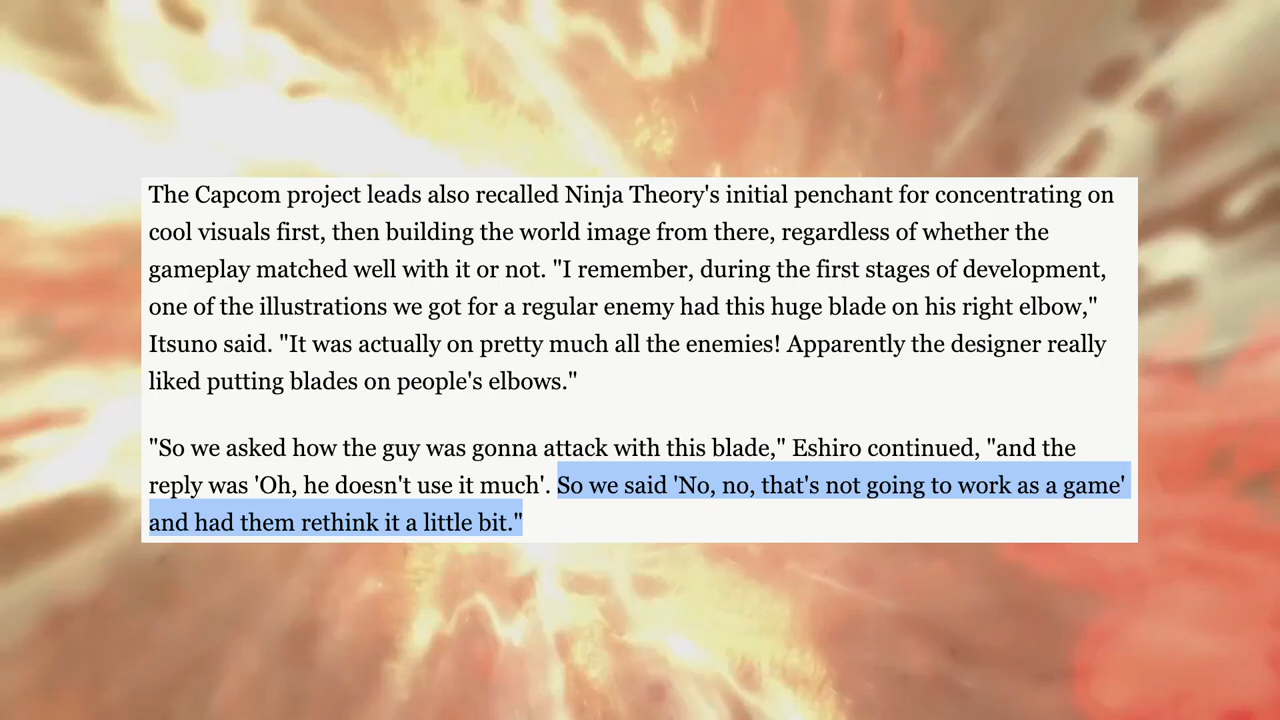 The Capcom project leads also recalled Ninja Theory's initial penchant for concentrating on
cool visuals first, then building the world image from there, regardless of whether the
gameplay matched well with it or not. "I remember, during the first stages of development,
one of the illustrations we got for a regular enemy had this huge blade on his right elbow,"
Itsuno said. "It was actually on pretty much all the enemies! Apparently the designer really
liked putting blades on people's elbows."
"So we asked how the guy was gonna attack with this blade," Eshiro continued, "and the
reply was 'Oh, he doesn't use it much'. So we said 'No, no, that's not going to work as a game'
and had them rethink it a little bit."